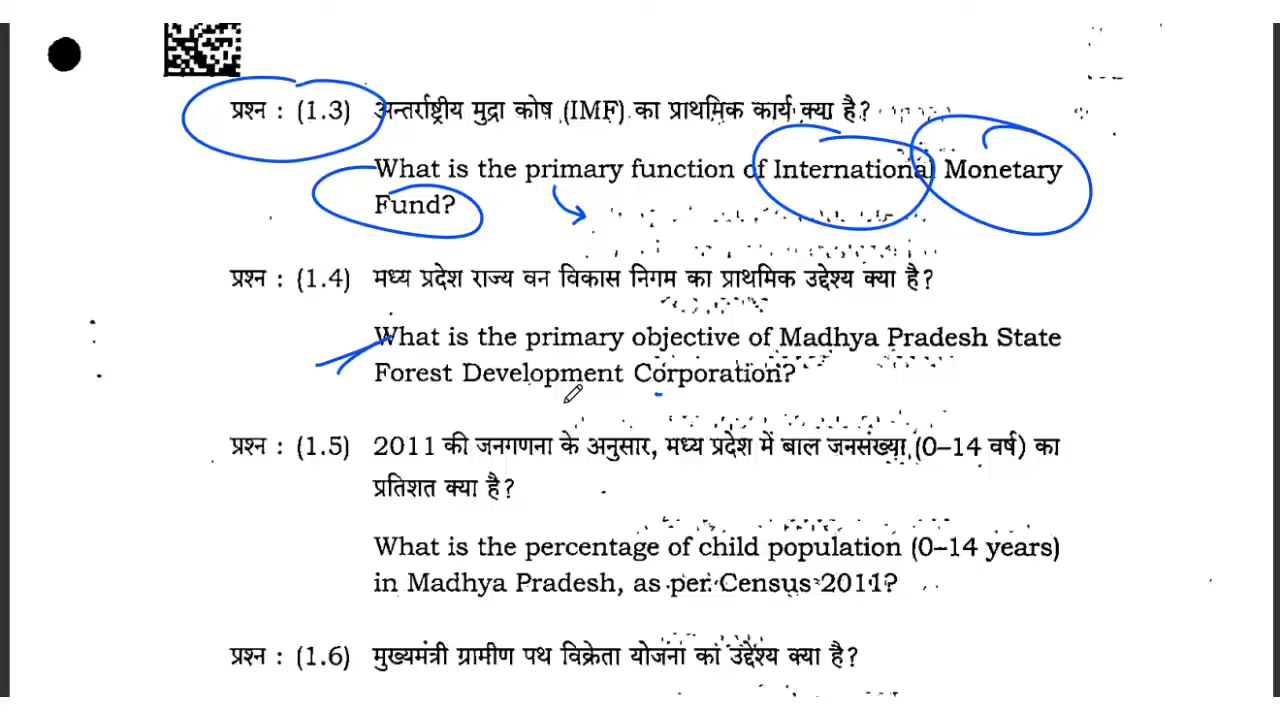 प्रश्न : (1.3) अन्तर्राष्ट्रीय मुद्रा कोष (IMF) का प्राथमिक कार्य क्या है?
What is the primary function of International Monetary
Fund?
प्रश्न : (1.4) मध्य प्रदेश राज्य वन विकास निगम का प्राथमिक उद्देश्य क्या है?
What is the primary objective of Madhya Pradesh State
Forest Development Corporation?
प्रश्न : (1.5) 2011 की जनगणना के अनुसार, मध्य प्रदेश में बाल जनसंख्या (0–14 वर्ष) का
प्रतिशत क्या है?
What is the percentage of child population (0–14 years)
in Madhya Pradesh, as per Census 2011?
प्रश्न : (1.6) मुख्यमंत्री ग्रामीण पथ विक्रेता योजना का उद्देश्य क्या है?